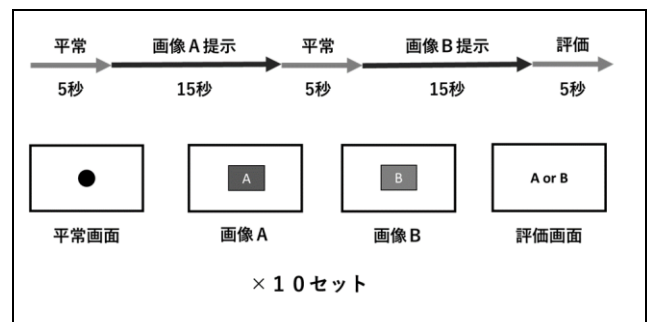 平常 画像A提示 平常 画像B提示 評価
5秒 15秒 5秒 15秒 5秒
A B A or B
平常画面 画像A 画像B 評価画面
×10セット